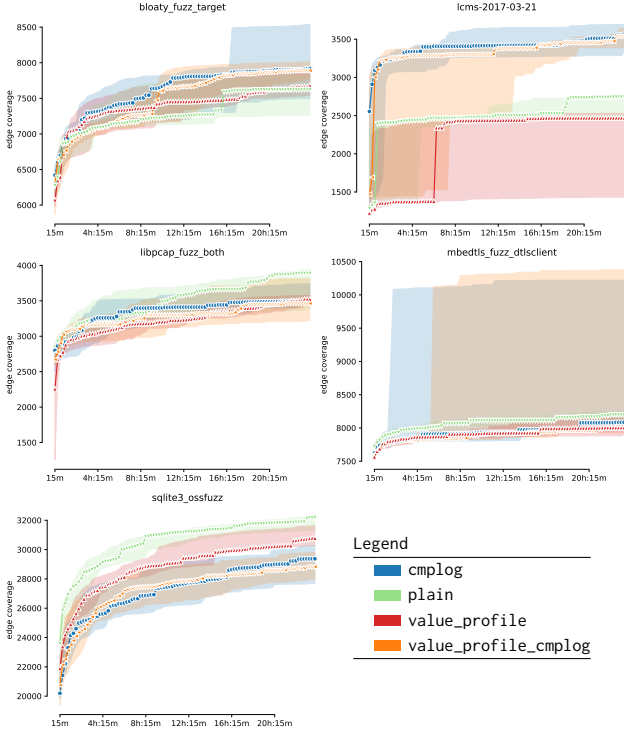 bloaty_fuzz_target
8500
8000
7500
7000
6500
6000
edge coverage
15m 4h:15m 8h:15m 12h:15m 16h:15m 20h:15m
lcms-2017-03-21
3500
3000
2500
2000
1500
edge coverage
15m 4h:15m 8h:15m 12h:15m 16h:15m 20h:15m
libpcap_fuzz_both
4000
3500
3000
2500
2000
1500
edge coverage
15m 4h:15m 8h:15m 12h:15m 16h:15m 20h:15m
mbedtls_fuzz_dtlsclient
10500
10000
9500
9000
8500
8000
7500
edge coverage
15m 4h:15m 8h:15m 12h:15m 16h:15m 20h:15m
sqlite3_ossfuzz
32000
30000
28000
26000
24000
22000
20000
edge coverage
15m 4h:15m 8h:15m 12h:15m 16h:15m 20h:15m
Legend
cmplog
plain
value_profile
value_profile_cmplog